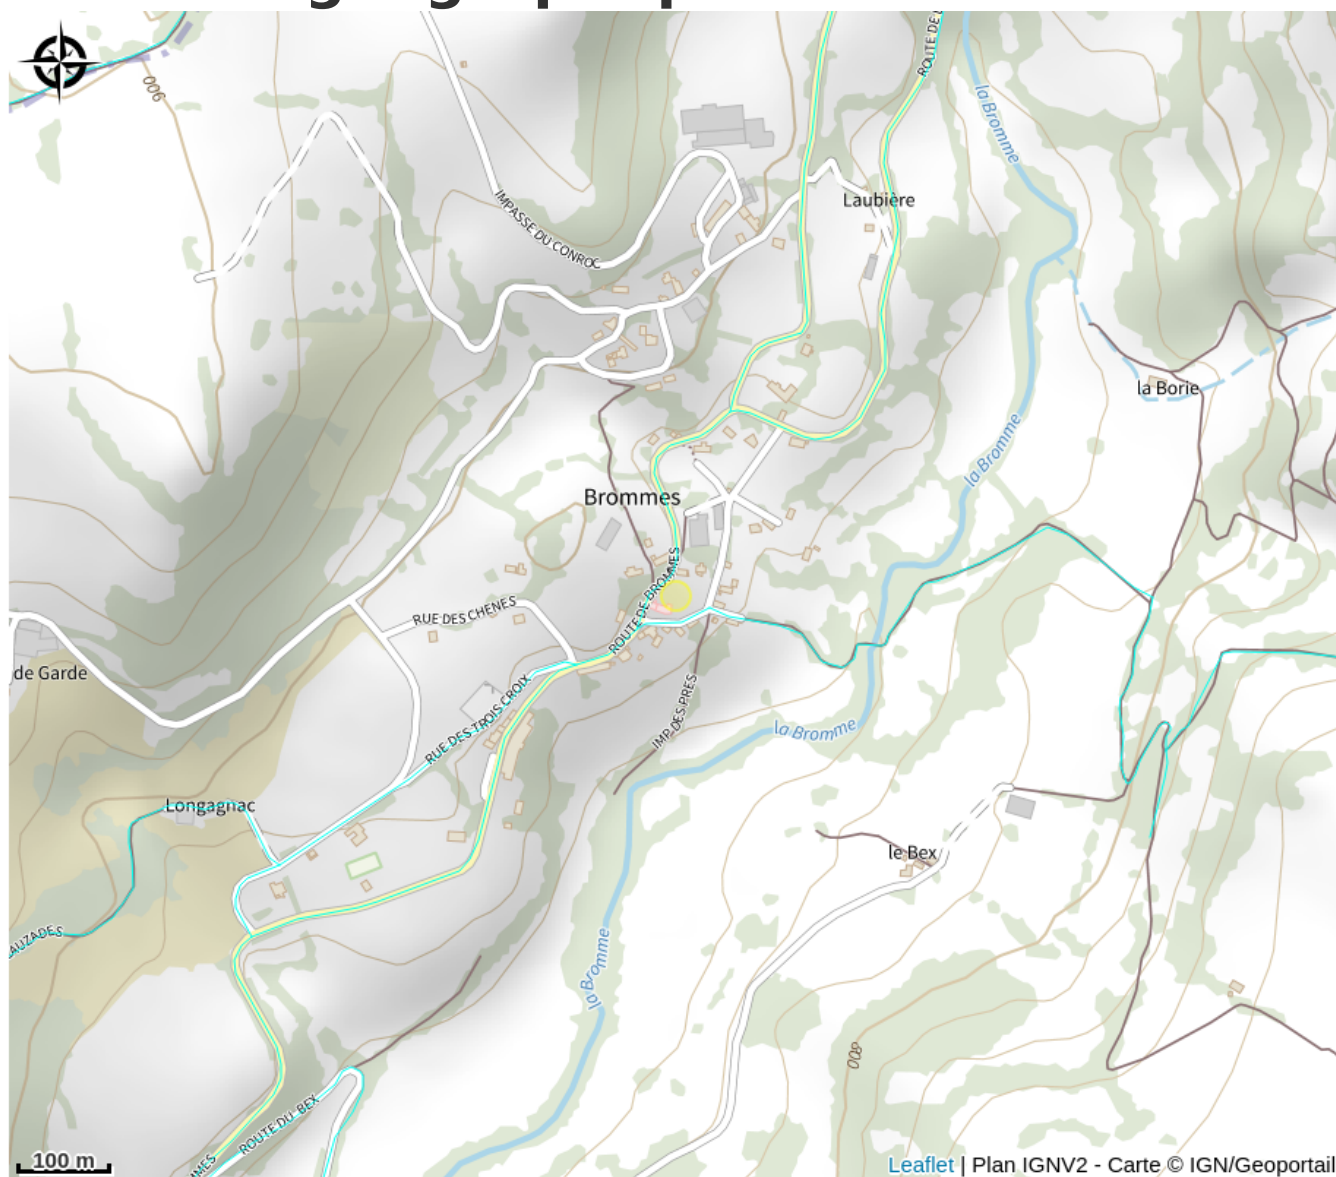 ROUTE DE
la Bromme
900
Laubière
IMPASSE DU CONROC
la Borie
la Bromme
Brommes
ROUTE DE BROMMES
RUE DES CHENES
de Garde
RUE DES TROIS CROIX
IMP DES PRES
la Bromme
Longagnac
le Bex
AUZADES
la Bromme
800
ROUTE DU BEX
MMES
100 m
Leaflet | Plan IGNV2 - Carte © IGN/Geoportail